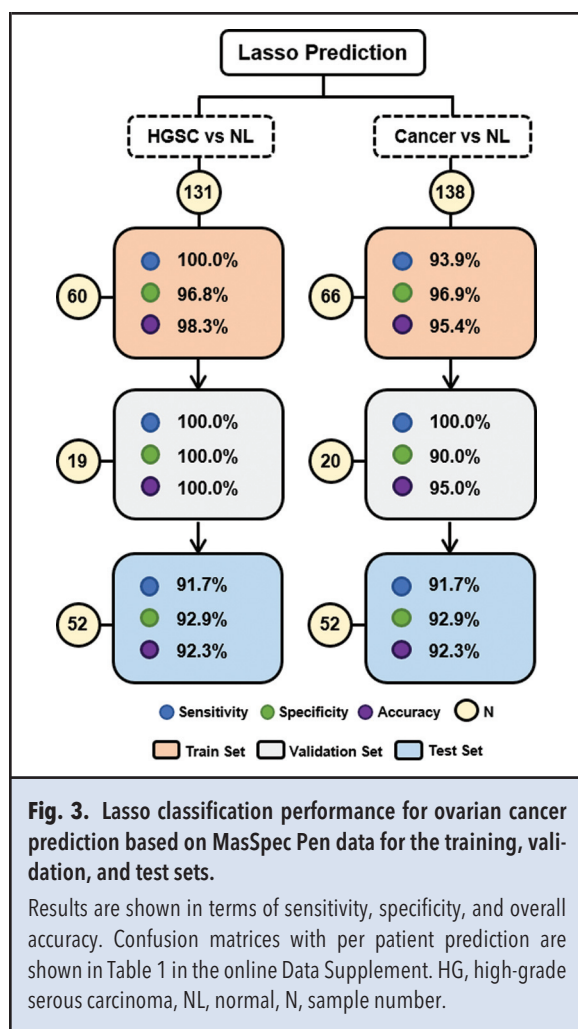 Lasso Prediction
HGSC vs NL
Cancer vs NL
131
138
60
100.0%
96.8%
98.3%
66
93.9%
96.9%
95.4%
19
100.0%
100.0%
100.0%
20
100.0%
90.0%
95.0%
52
91.7%
92.9%
92.3%
52
91.7%
92.9%
92.3%
Sensitivity Specificity Accuracy N
Train Set Validation Set Test Set
Fig. 3. Lasso classification performance for ovarian cancer
prediction based on MasSpec Pen data for the training, vali-
dation, and test sets.
Results are shown in terms of sensitivity, specificity, and overall
accuracy. Confusion matrices with per patient prediction are
shown in Table 1 in the online Data Supplement. HG, high-grade
serous carcinoma, NL, normal, N, sample number.